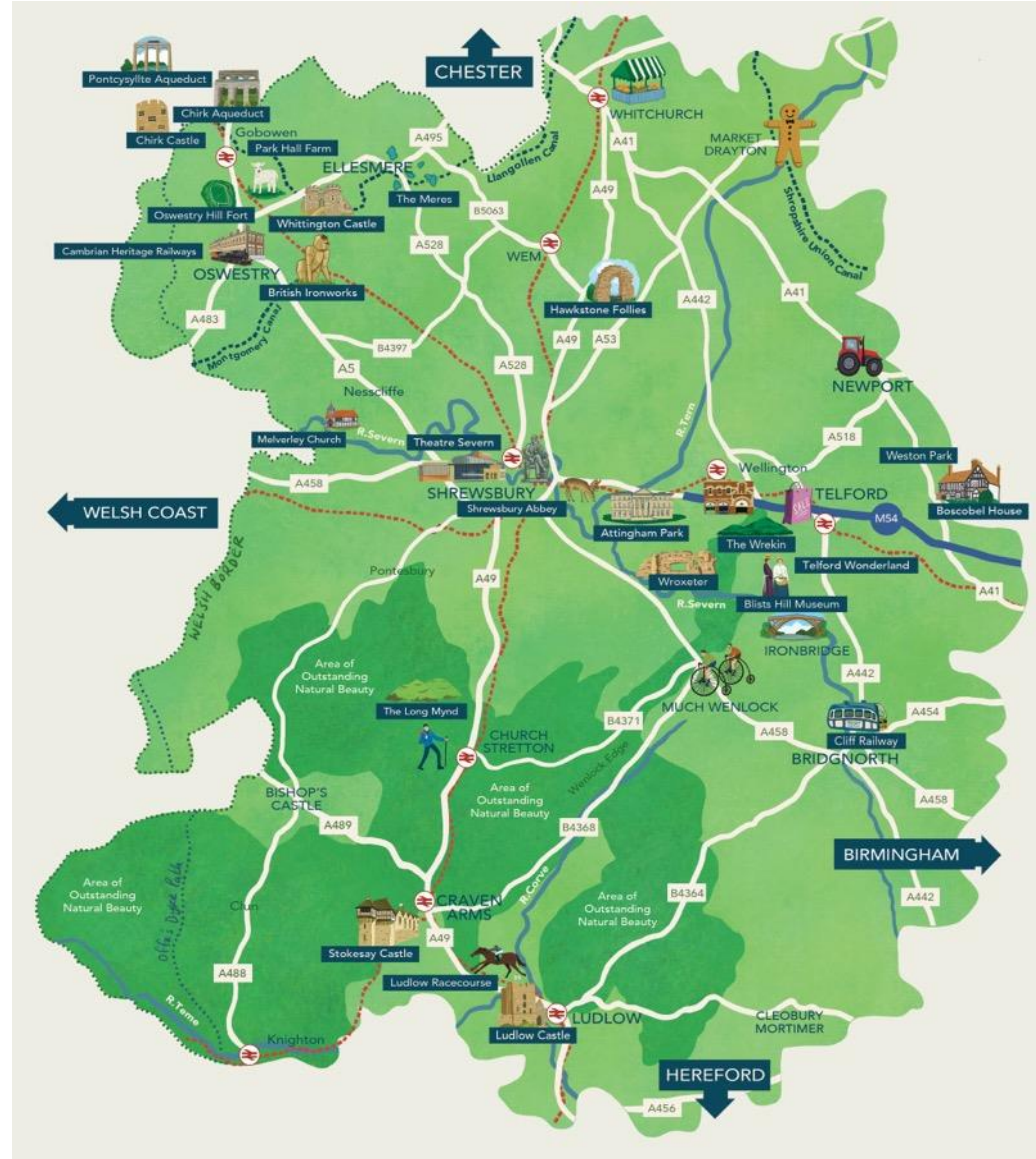 CHESTER
Pontcysyllte Aqueduct
Chirk Aqueduct
Chirk Castle
Gobowen
Park Hall Farm
A495
ELLESMERE
Llangollen Canal
WHITCHURCH
A41
MARKET
DRAYTON
The Meres
A49
Oswestry Hill Fort
Whittington Castle
B5063
Shropshire Union Canal
Cambrian Heritage Railways
OSWESTRY
A528
WEM
British Ironworks
A442
A41
Hawkstone Follies
A483
Montgomery Canal
B4397
A49
A53
A5
A528
NEWPORT
Nesscliffe
R.Tern
Melverley Church
R.Severn
Theatre Severn
A518
Weston Park
A458
SHREWSBURY
Wellington
TELFORD
SALE
Shrewsbury Abbey
Boscobel House
WELSH COAST
Attingham Park
M54
The Wrekin
Telford Wonderland
Pontesbury
A49
Wroxeter
R.Severn
Blists Hill Museum
A41
WELSH BORDER
IRONBRIDGE
Area of
Outstanding
Natural Beauty
A442
The Long Mynd
MUCH WENLOCK
B4371
A454
A458
Cliff Railway
CHURCH
STRETTON
BRIDGNORTH
Wenlock Edge
BISHOP'S
CASTLE
Area of
Outstanding
Natural Beauty
A458
A489
B4368
BIRMINGHAM
Area of
Outstanding
Natural Beauty
Offa's Dyke Path
Clun
CRAVEN
ARMS
R.Corve
Area of
Outstanding
Natural Beauty
B4364
A442
A49
Stokesay Castle
A488
Ludlow Racecourse
R.Teme
LUDLOW
CLEOBURY
MORTIMER
Ludlow Castle
Knighton
HEREFORD
A456